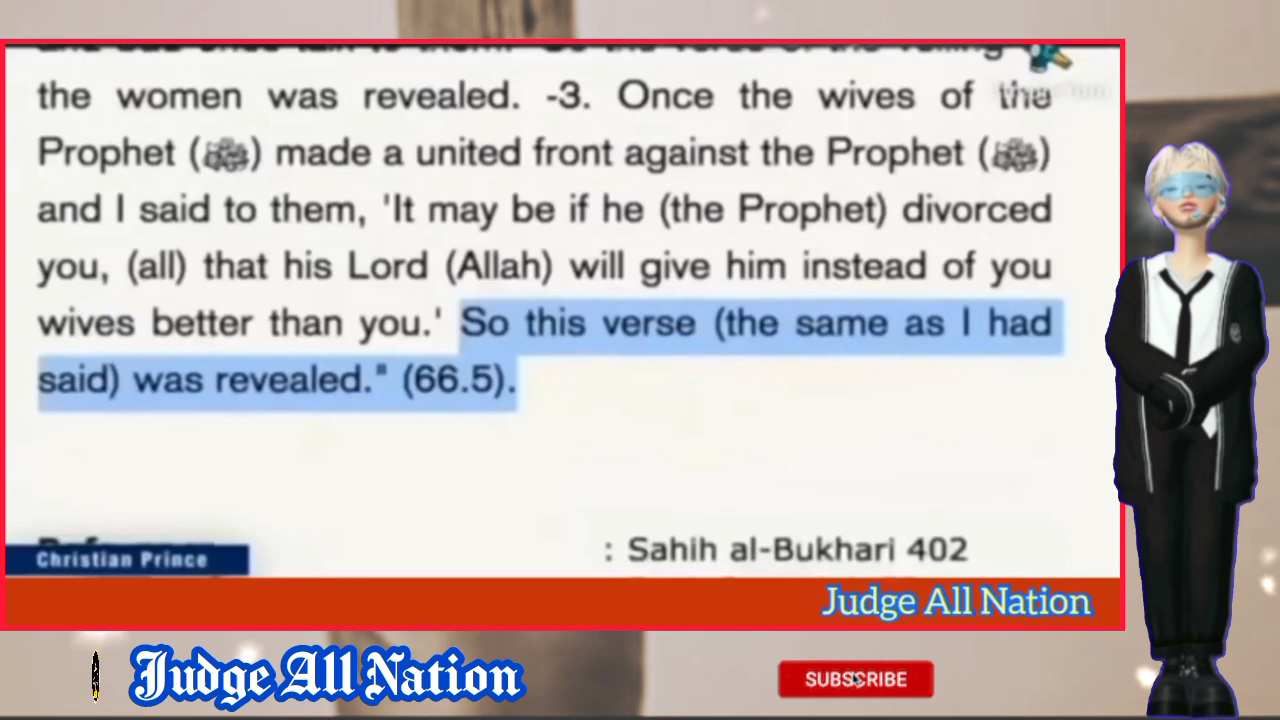 the women was revealed. -3. Once the wives of the
Prophet (ﷺ) made a united front against the Prophet (ﷺ)
and I said to them, 'It may be if he (the Prophet) divorced
you, (all) that his Lord (Allah) will give him instead of you
wives better than you.' So this verse (the same as I had
said) was revealed." (66.5).
: Sahih al-Bukhari 402
Christian Prince
Judge All Nation
Judge All Nation
SUBSCRIBE